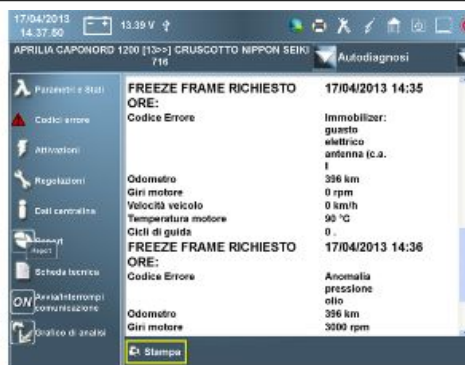 17/04/2013
14.37.50
13.39 V
APRILIA CAPONORD 1200 [13>>] CRUSCOTTO NIPPON SEIKI
716
Autodiagnosi
Parametri e Stati
Codici errore
Attivazioni
Regolazioni
Dati centralina
Report
Report
Scheda tecnica
ON
Avvia/Interrompi
comunicazione
Grafico di analisi
FREEZE FRAME RICHIESTO 17/04/2013 14:35
ORE:
Codice Errore Immobilizer:
guasto
elettrico
antenna (c.a.
Odometro 396 km
Giri motore 0 rpm
Velocità veicolo 0 km/h
Temperatura motore 90 °C
Cicli di guida 0 .
FREEZE FRAME RICHIESTO 17/04/2013 14:36
ORE:
Codice Errore Anomalia
pressione
olio
Odometro 396 km
Giri motore 3000 rpm
Stampa